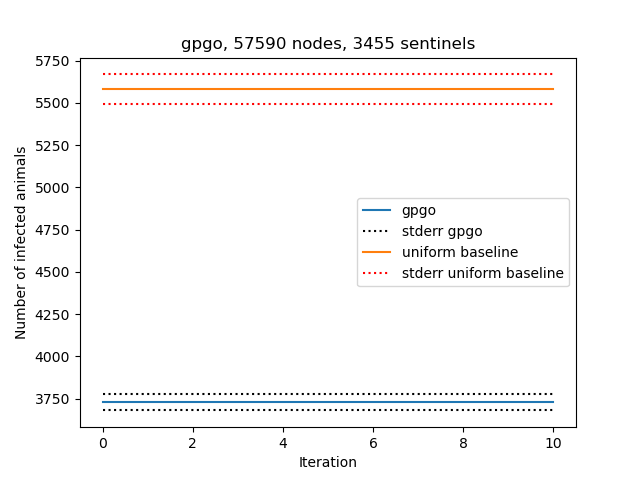 gpgo, 57590 nodes, 3455 sentinels
Number of infected animals
5750
5500
5250
5000
4750
4500
4250
4000
3750
gpgo
stderr gpgo
uniform baseline
stderr uniform baseline
0 2 4 6 8 10
Iteration